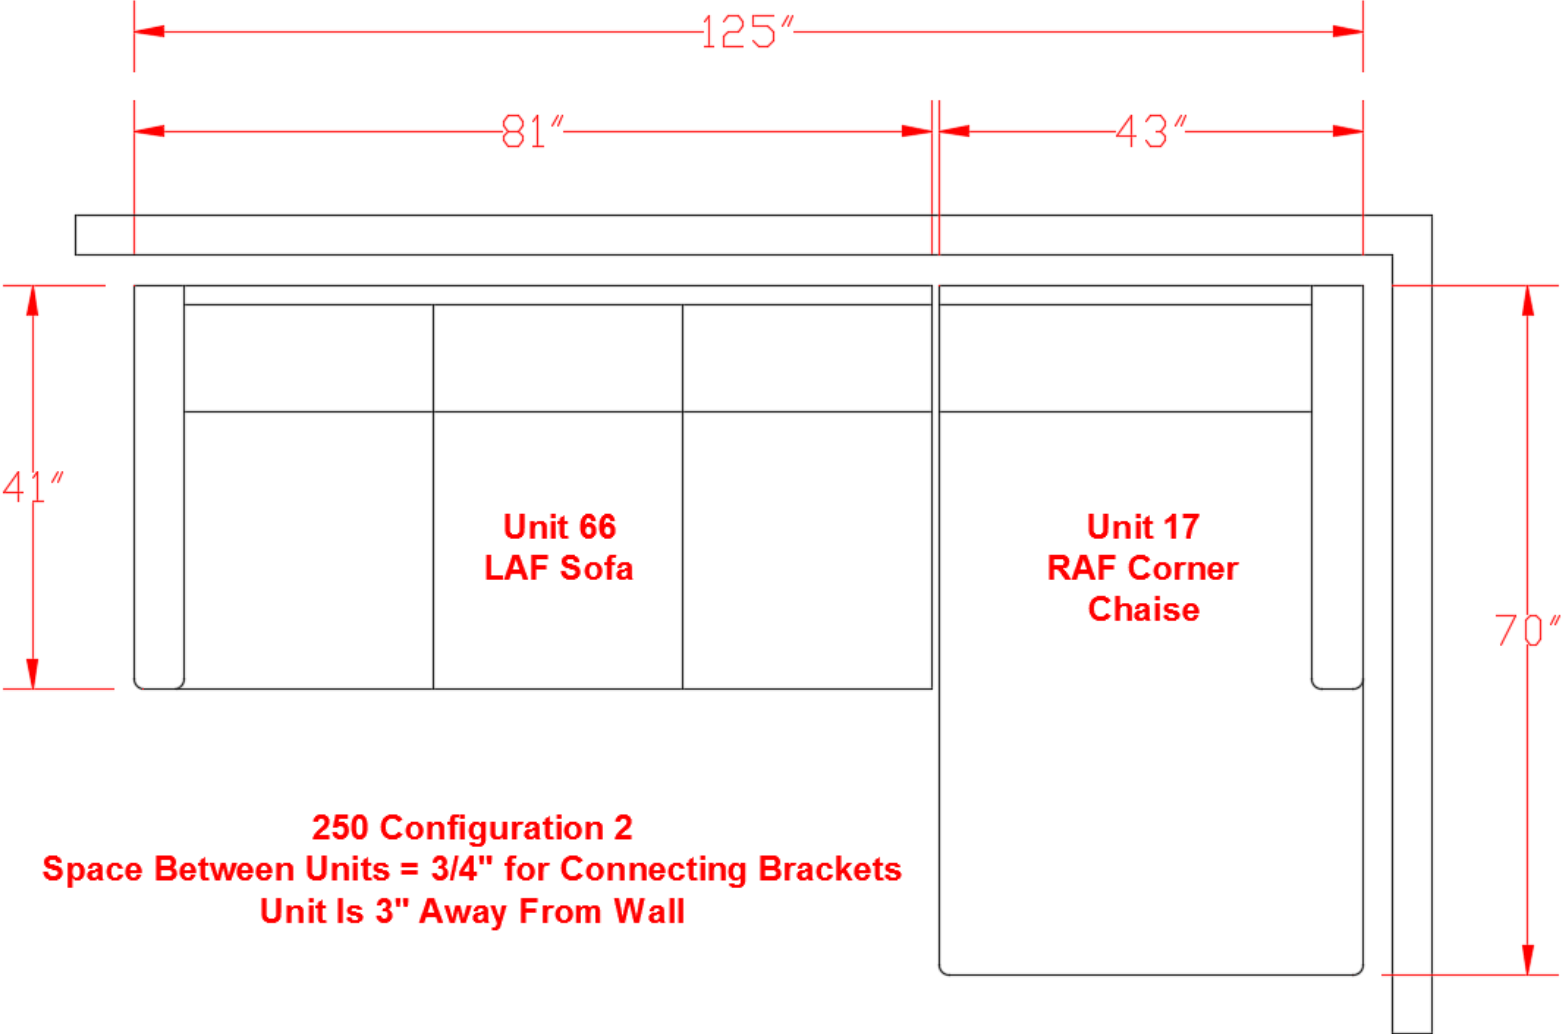 125"
81"
43"
41"
Unit 66
LAF Sofa
Unit 17
RAF Corner
Chaise
70"
250 Configuration 2
Space Between Units = 3/4" for Connecting Brackets
Unit Is 3" Away From Wall